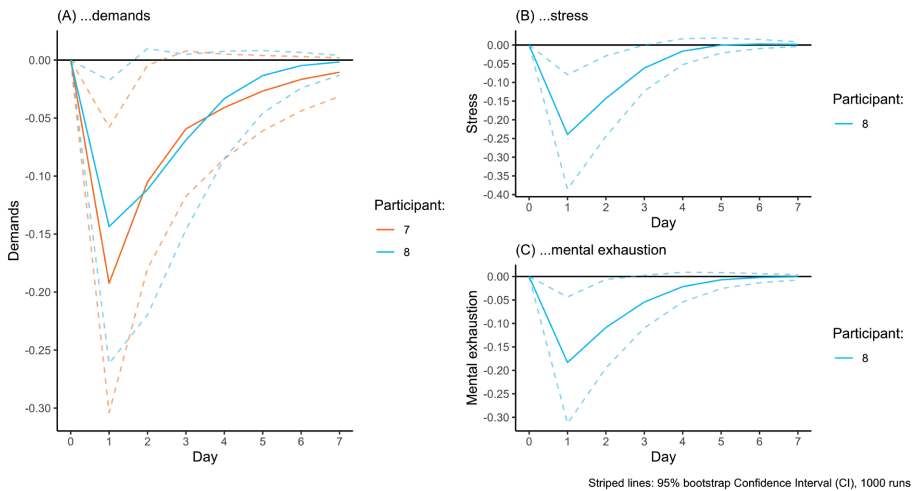 (A) ...demands
0.00
-0.05
-0.10
-0.15
-0.20
-0.25
-0.30
Demands
0 1 2 3 4 5 6 7
Day
Participant:
7
8
(B) ...stress
0.00
-0.05
-0.10
-0.15
-0.20
-0.25
-0.30
-0.35
-0.40
Stress
0 1 2 3 4 5 6 7
Day
Participant:
8
(C) ...mental exhaustion
0.00
-0.05
-0.10
-0.15
-0.20
-0.25
-0.30
Mental exhaustion
0 1 2 3 4 5 6 7
Day
Participant:
8
Striped lines: 95% bootstrap Confidence Interval (CI), 1000 runs